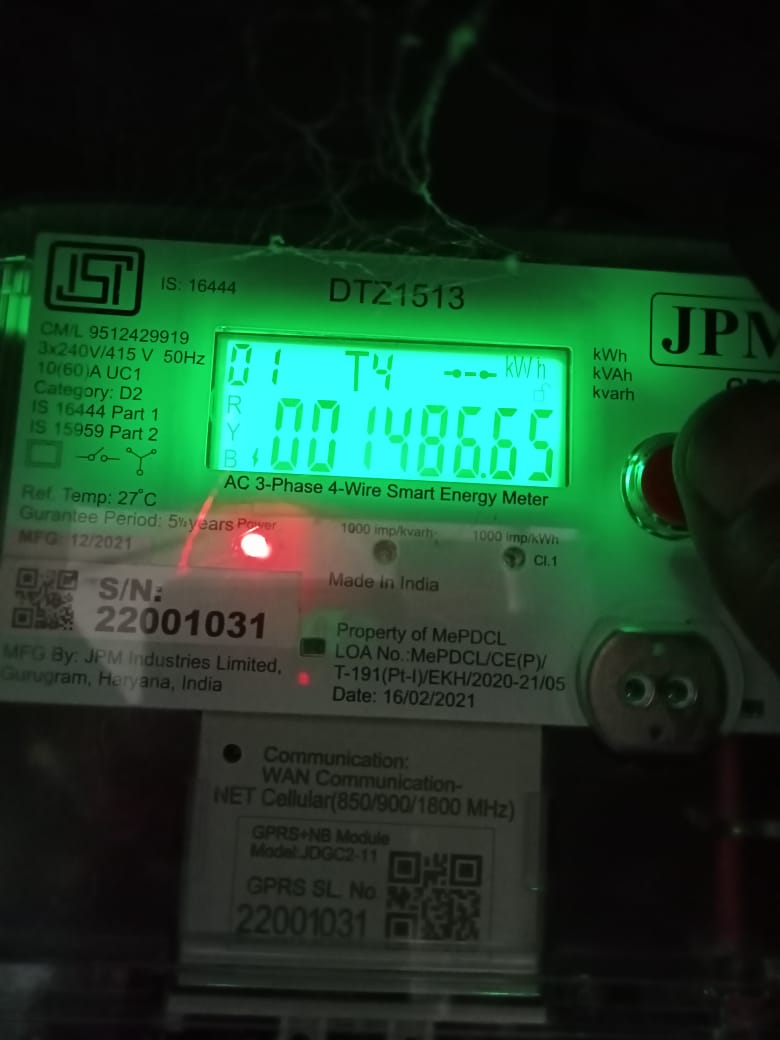 ISI
IS: 16444
DTZ1513
JPM
CM/L 9512429919
3x240V/415 V 50Hz
10(60)A UC1
Category: D2
IS 16444 Part 1
IS 15959 Part 2
01 T4 kWh
R
Y
B 001486.65
kWh
kVAh
kvarh
Ref. Temp: 27°C
Gurantee Period: 5½years
MFG: 12/2021
AC 3-Phase 4-Wire Smart Energy Meter
Power
1000 imp/kvarh
1000 imp/kWh
Cl.1
S/N:
22001031
Made in India
MFG By: JPM Industries Limited,
Gurugram, Haryana, India
Property of MePDCL
LOA No.:MePDCL/CE(P)/
T-191(Pt-I)/EKH/2020-21/05
Date: 16/02/2021
Communication:
WAN Communication-
NET Cellular(850/900/1800 MHz)
GPRS+NB Module
Model:JDGC2-11
GPRS SL. No
22001031